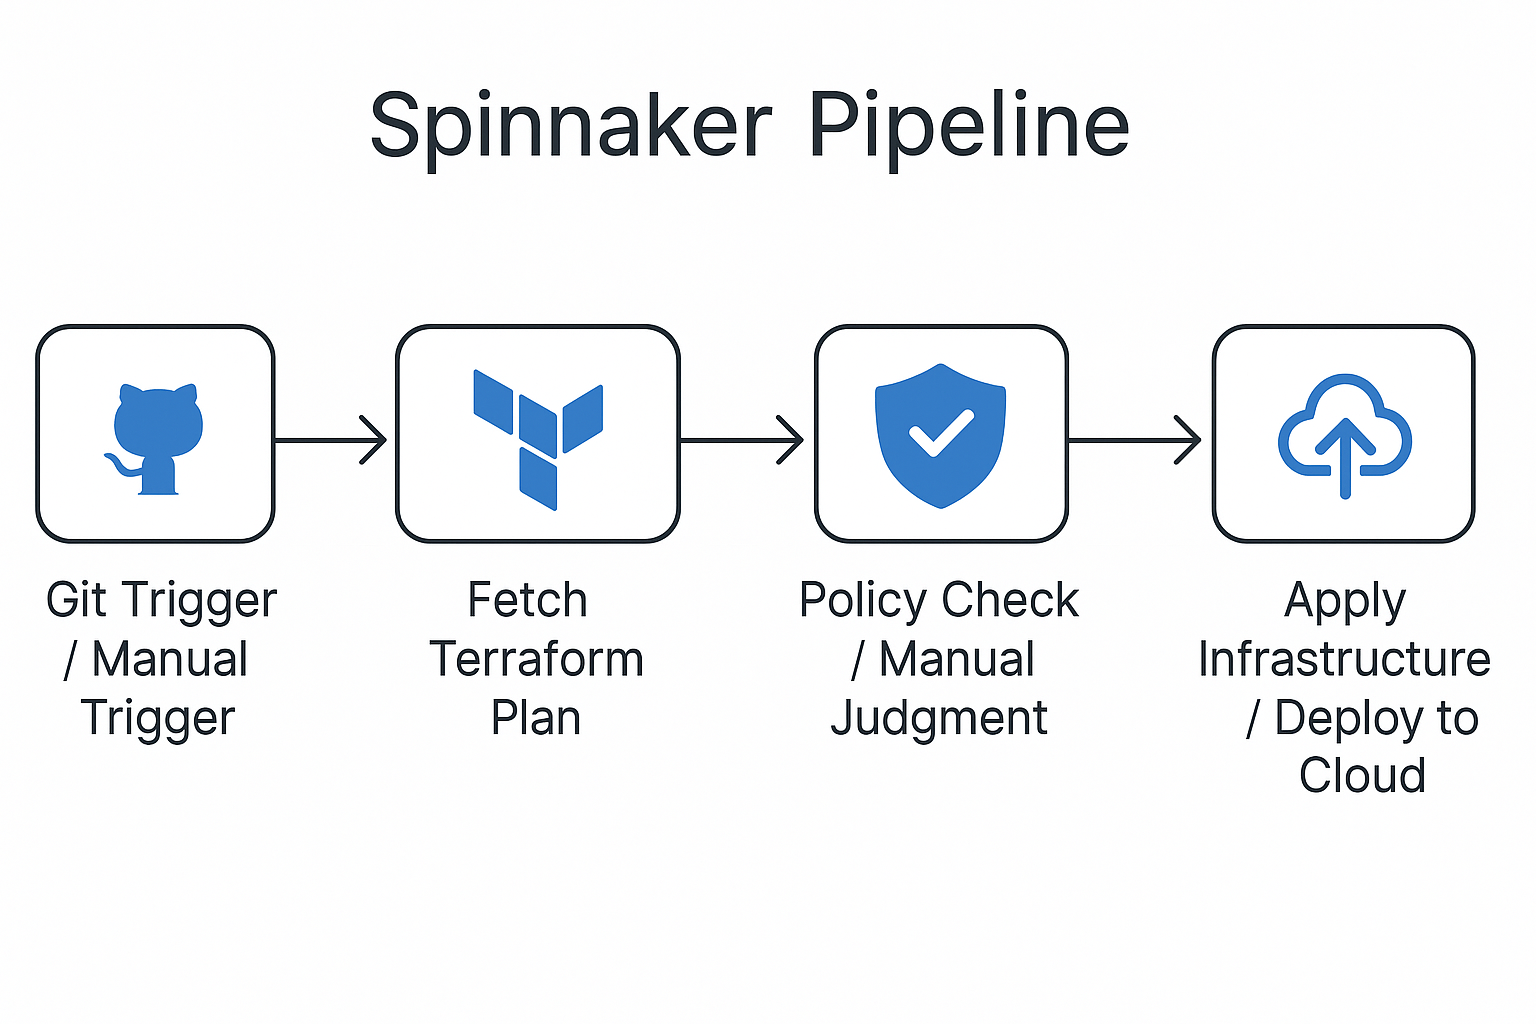 Spinnaker Pipeline
Git Trigger
/ Manual
Trigger
Fetch
Terraform
Plan
Policy Check
/ Manual
Judgment
Apply
Infrastructure
/ Deploy to
Cloud